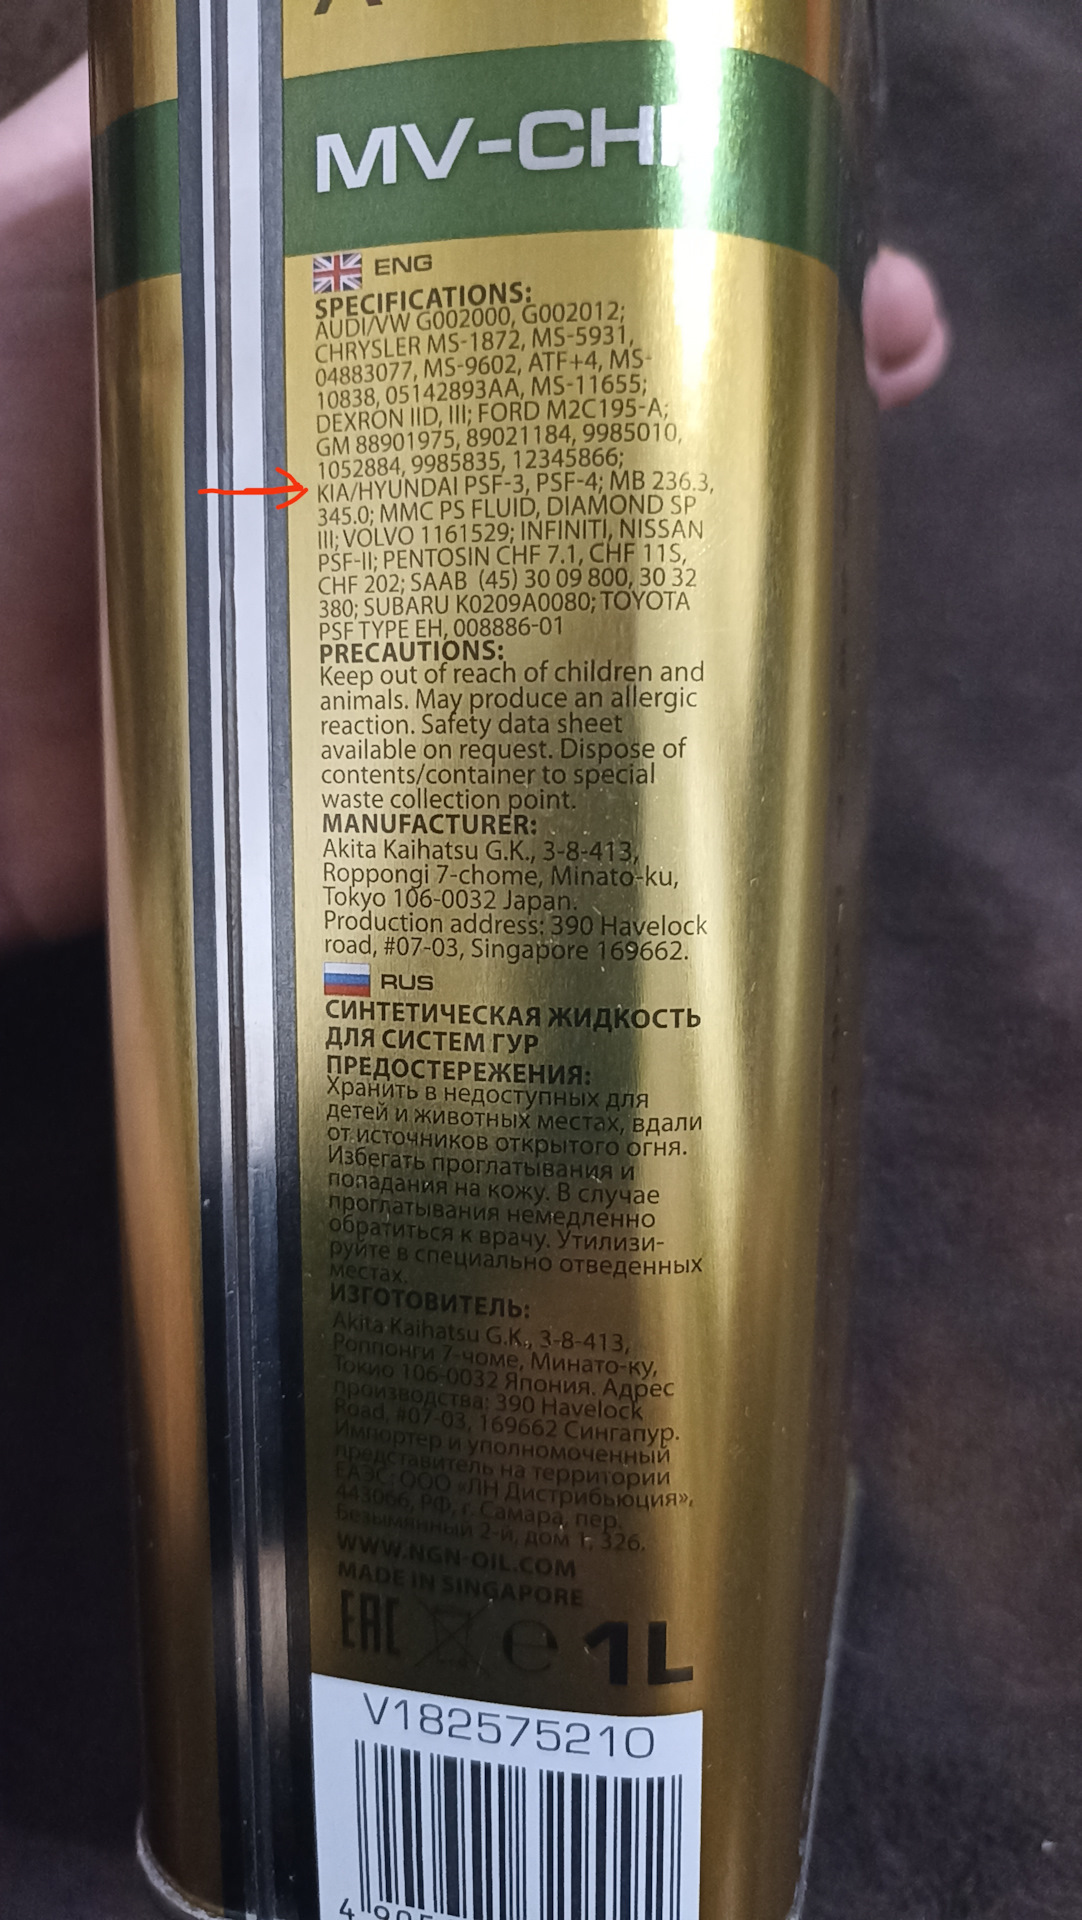 MV-CH
ENG
SPECIFICATIONS:
AUDI/VW G002000, G002012;
CHRYSLER MS-1872, MS-5931,
04883077, MS-9602, ATF+4, MS-
10838, 05142893AA, MS-11655;
DEXRON IID, III; FORD M2C195-A;
GM 88901975, 89021184, 9985010,
1052884, 9985835, 12345866;
KIA/HYUNDAI PSF-3, PSF-4; MB 236.3,
345.0; MMC PS FLUID, DIAMOND SP
III; VOLVO 1161529; INFINITI, NISSAN
PSF-II; PENTOSIN CHF 7.1, CHF 11S,
CHF 202; SAAB (45) 30 09 800, 30 32
380; SUBARU K0209A0080; TOYOTA
PSF TYPE EH, 008886-01
PRECAUTIONS:
Keep out of reach of children and
animals. May produce an allergic
reaction. Safety data sheet
available on request. Dispose of
contents/container to special
waste collection point.
MANUFACTURER:
Akita Kaihatsu G.K., 3-8-413,
Roppongi 7-chome, Minato-ku,
Tokyo 106-0032 Japan.
Production address: 390 Havelock
road, #07-03, Singapore 169662.
RUS
СИНТЕТИЧЕСКАЯ ЖИДКОСТЬ
ДЛЯ СИСТЕМ ГУР
ПРЕДОСТЕРЕЖЕНИЯ:
Хранить в недоступных для
детей и животных местах, вдали
от источников открытого огня.
Избегать проглатывания и
попадания на кожу. В случае
проглатывания немедленно
обратиться к врачу. Утилизи-
руйте в специально отведенных
местах.
ИЗГОТОВИТЕЛЬ:
Akita Kaihatsu G.K., 3-8-413,
Роппонги 7-чоме, Минато-ку,
Токио 106-0032 Япония. Адрес
производства: 390 Havelock
Road, #07-03, 169662 Сингапур.
Импортер и уполномоченный
представитель на территории
ЕАЭС: ООО «ЛН Дистрибьюция»,
443066, РФ, г. Самара, пер.
Безымянный 2-й, дом 1, 326.
WWW.NGN-OIL.COM
MADE IN SINGAPORE
EAC e 1L
V182575210